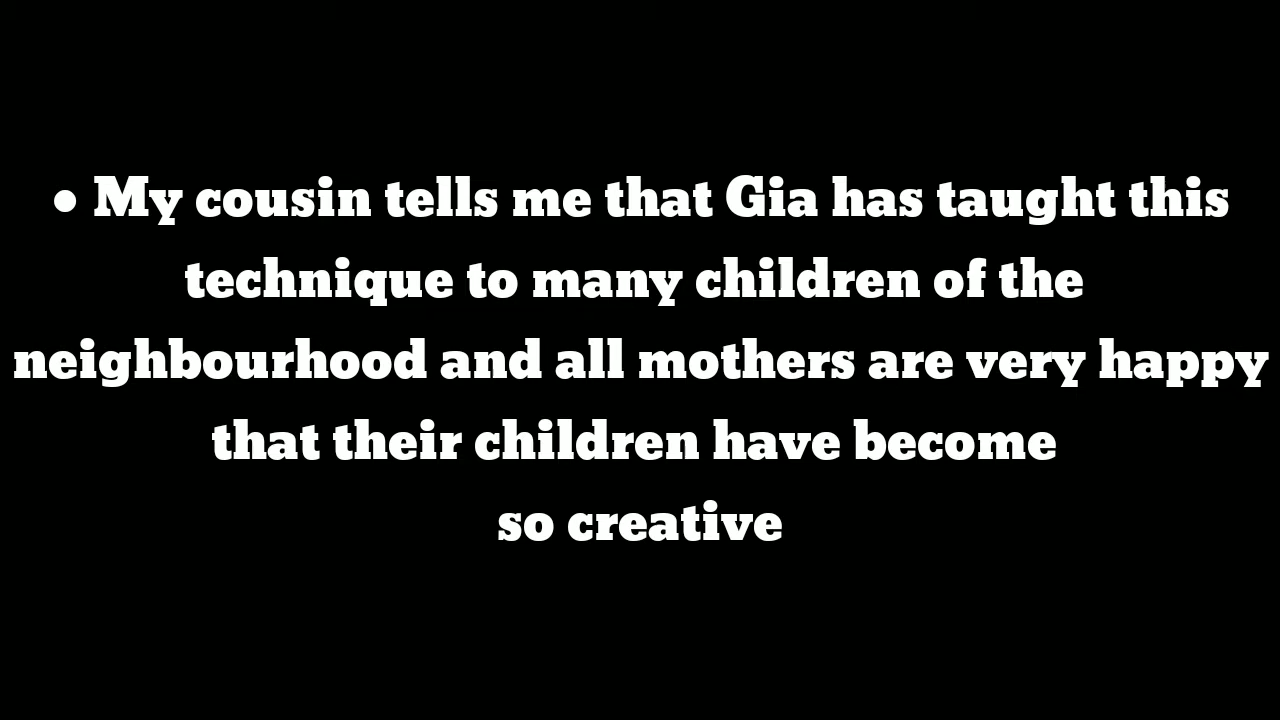 ● My cousin tells me that Gia has taught this
technique to many children of the
neighbourhood and all mothers are very happy
that their children have become
so creative